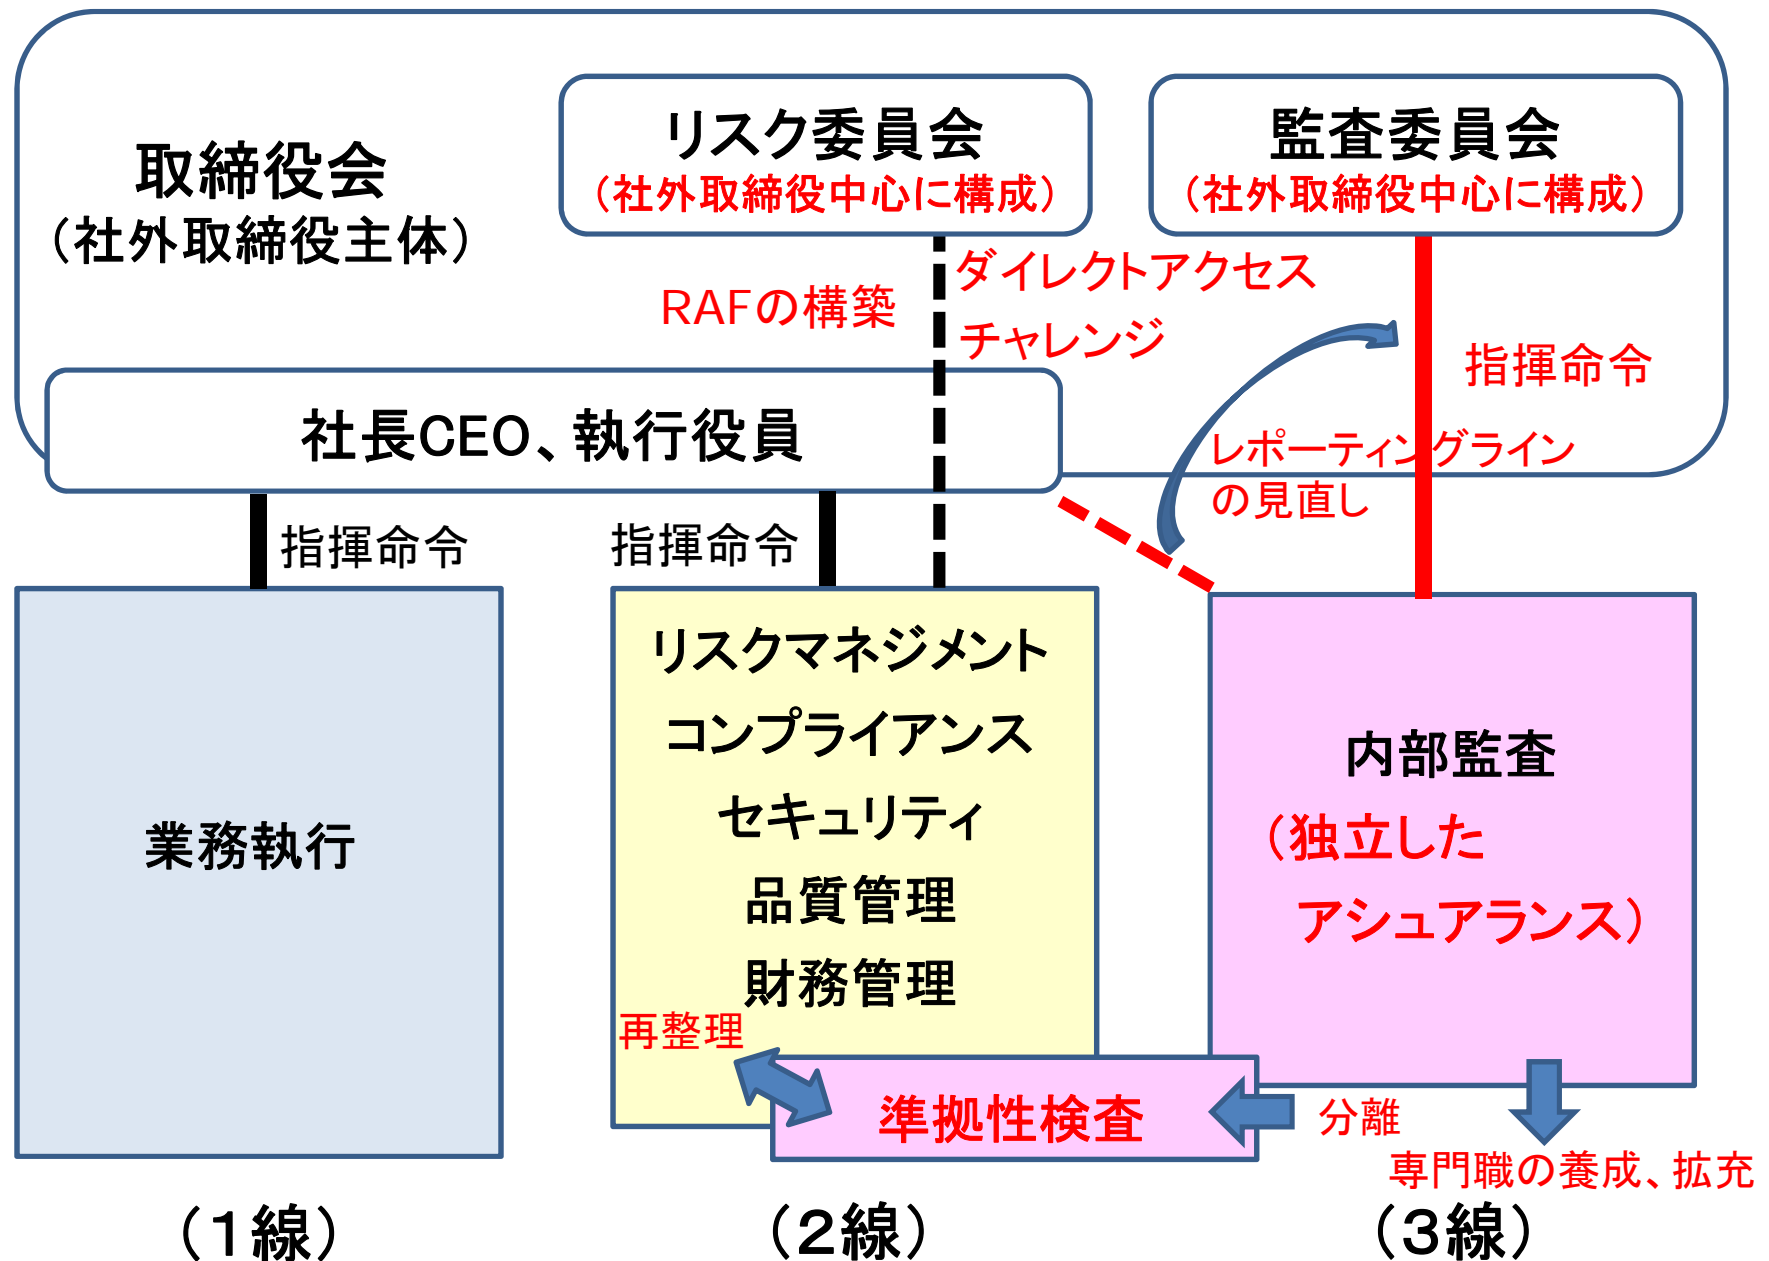 取締役会
（社外取締役主体）
リスク委員会
（社外取締役中心に構成）
監査委員会
（社外取締役中心に構成）
RAFの構築
ダイレクトアクセス
チャレンジ
指揮命令
社長CEO、執行役員
レポーティングライン
の見直し
指揮命令
指揮命令
業務執行
リスクマネジメント
コンプライアンス
セキュリティ
品質管理
財務管理
再整理
内部監査
（独立した
アシュアランス）
準拠性検査
分離
専門職の養成、拡充
（１線）
（２線）
（３線）